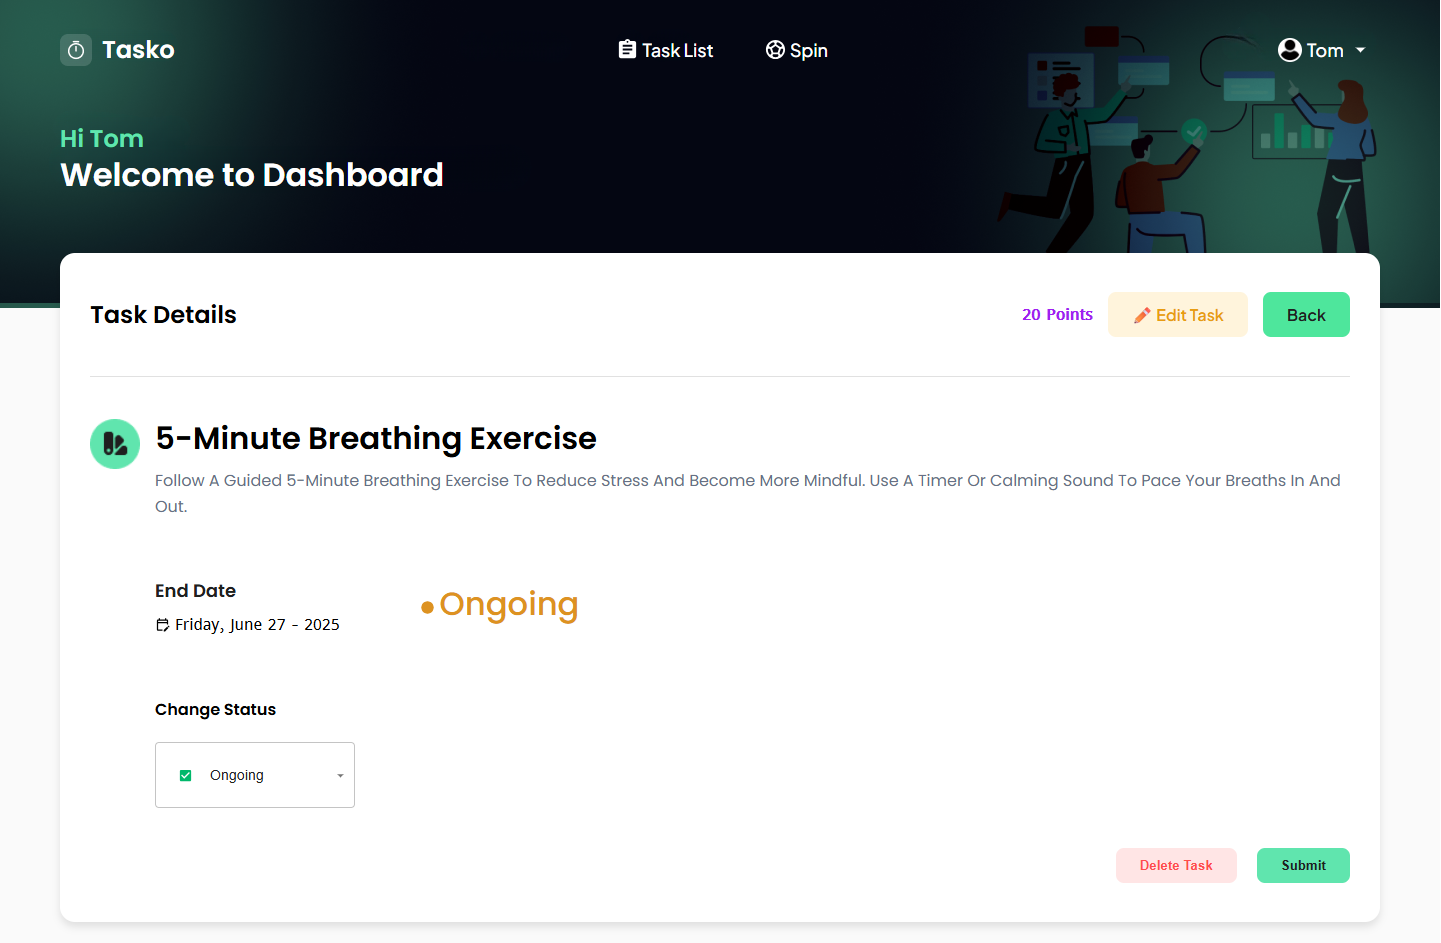 Tasko
Task List
Spin
Tom
Hi Tom
Welcome to Dashboard
Task Details
20 Points
Edit Task
Back
5-Minute Breathing Exercise
Follow A Guided 5-Minute Breathing Exercise To Reduce Stress And Become More Mindful. Use A Timer Or Calming Sound To Pace Your Breaths In And
Out.
End Date
Friday, June 27 - 2025
Ongoing
Change Status
Ongoing
Delete Task
Submit